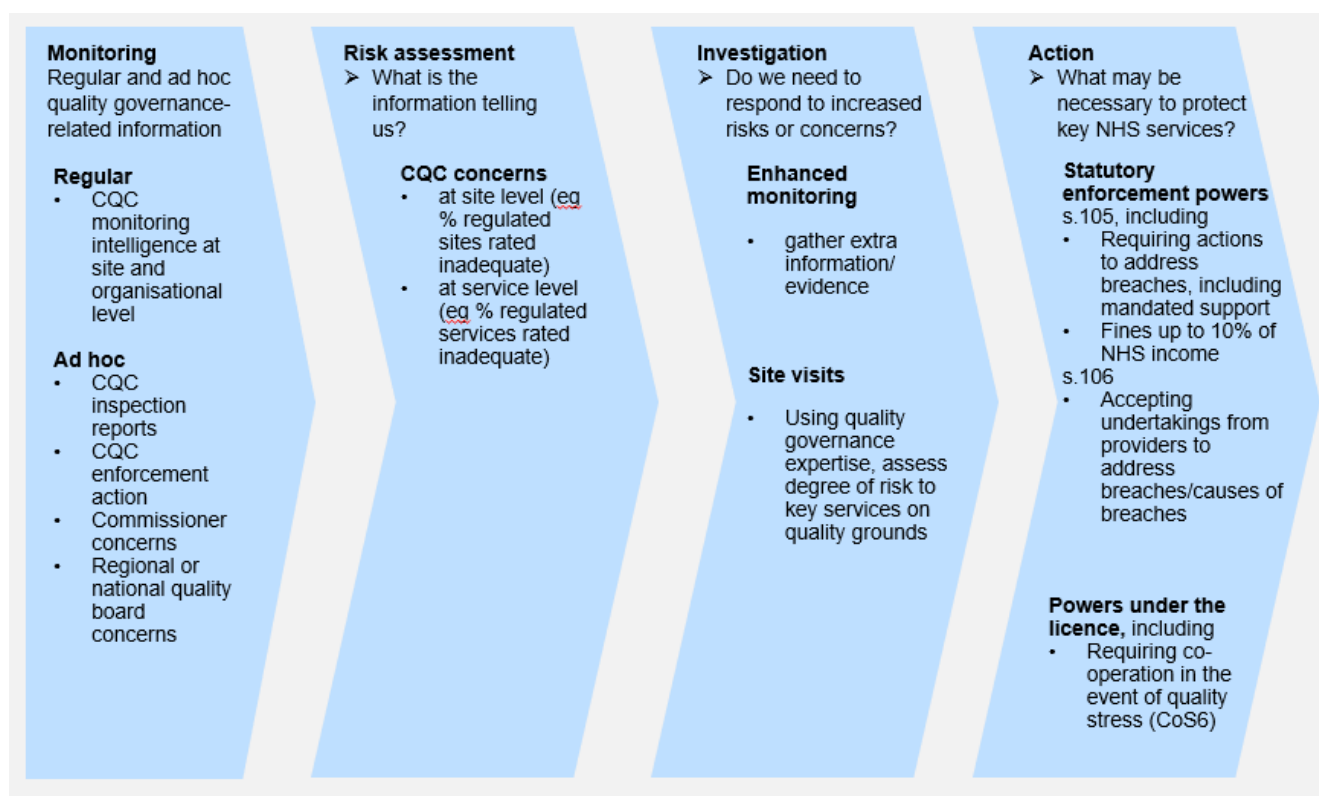 Monitoring
Regular and ad hoc
quality governance-
related information
Regular
• CQC
monitoring
intelligence at
site and
organisational
level
Ad hoc
• CQC
inspection
reports
• CQC
enforcement
action
• Commissioner
concerns
• Regional or
national quality
board
concerns
Risk assessment
➢ What is the
information telling
us?
CQC concerns
• at site level (eg
% regulated
sites rated
inadequate)
• at service level
(eg % regulated
services rated
inadequate)
Investigation
➢ Do we need to
respond to increased
risks or concerns?
Enhanced
monitoring
• gather extra
information/
evidence
Site visits
• Using quality
governance
expertise, assess
degree of risk to
key services on
quality grounds
Action
➢ What may be
necessary to protect
key NHS services?
Statutory
enforcement powers
s.105, including
• Requiring actions
to address
breaches, including
mandated support
• Fines up to 10% of
NHS income
s.106
• Accepting
undertakings from
providers to
address
breaches/causes of
breaches
Powers under the
licence, including
• Requiring co-
operation in the
event of quality
stress (CoS6)